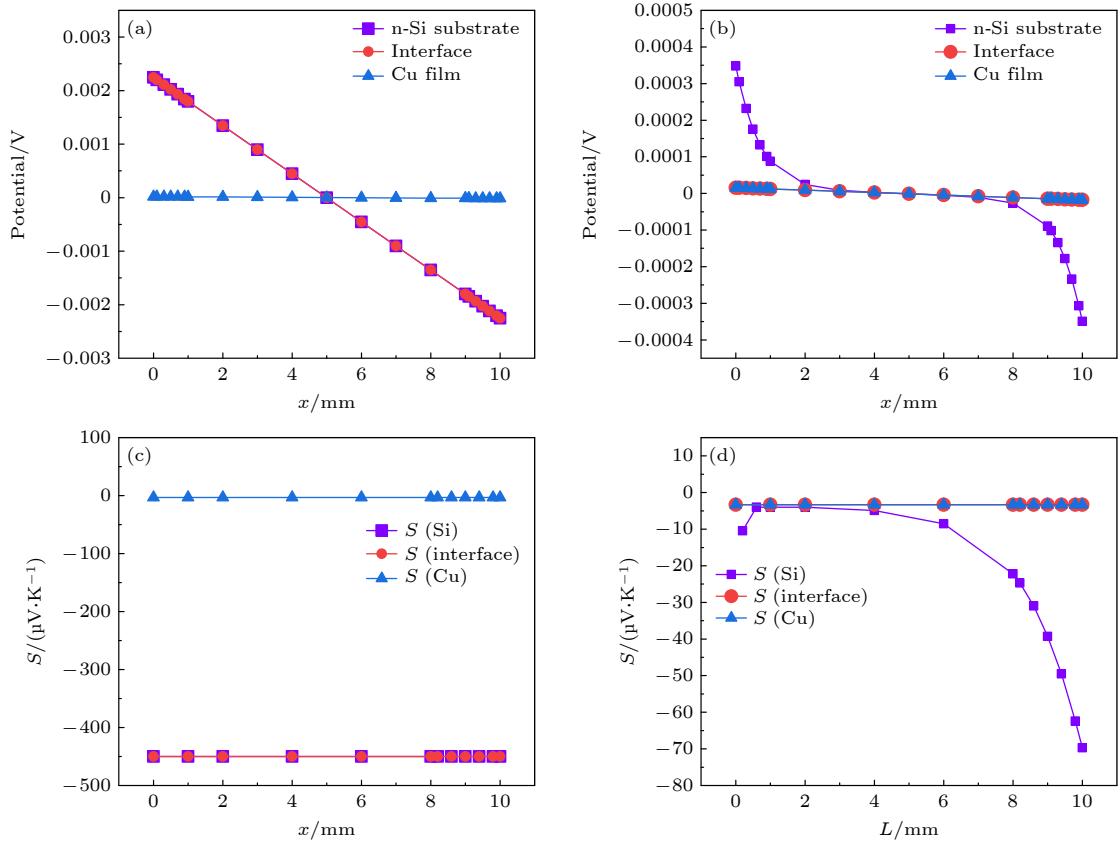 (a)
n-Si substrate
Interface
Cu film
0.003
0.002
0.001
0
−0.001
−0.002
−0.003
Potential/V
0 2 4 6 8 10
x/mm
(b)
n-Si substrate
Interface
Cu film
0.0005
0.0004
0.0003
0.0002
0.0001
0
−0.0001
−0.0002
−0.0003
−0.0004
Potential/V
0 2 4 6 8 10
x/mm
(c)
S (Si)
S (interface)
S (Cu)
100
0
−100
−200
−300
−400
−500
S/(μV·K⁻¹)
0 2 4 6 8 10
x/mm
(d)
S (Si)
S (interface)
S (Cu)
10
0
−10
−20
−30
−40
−50
−60
−70
−80
S/(μV·K⁻¹)
0 2 4 6 8 10
L/mm